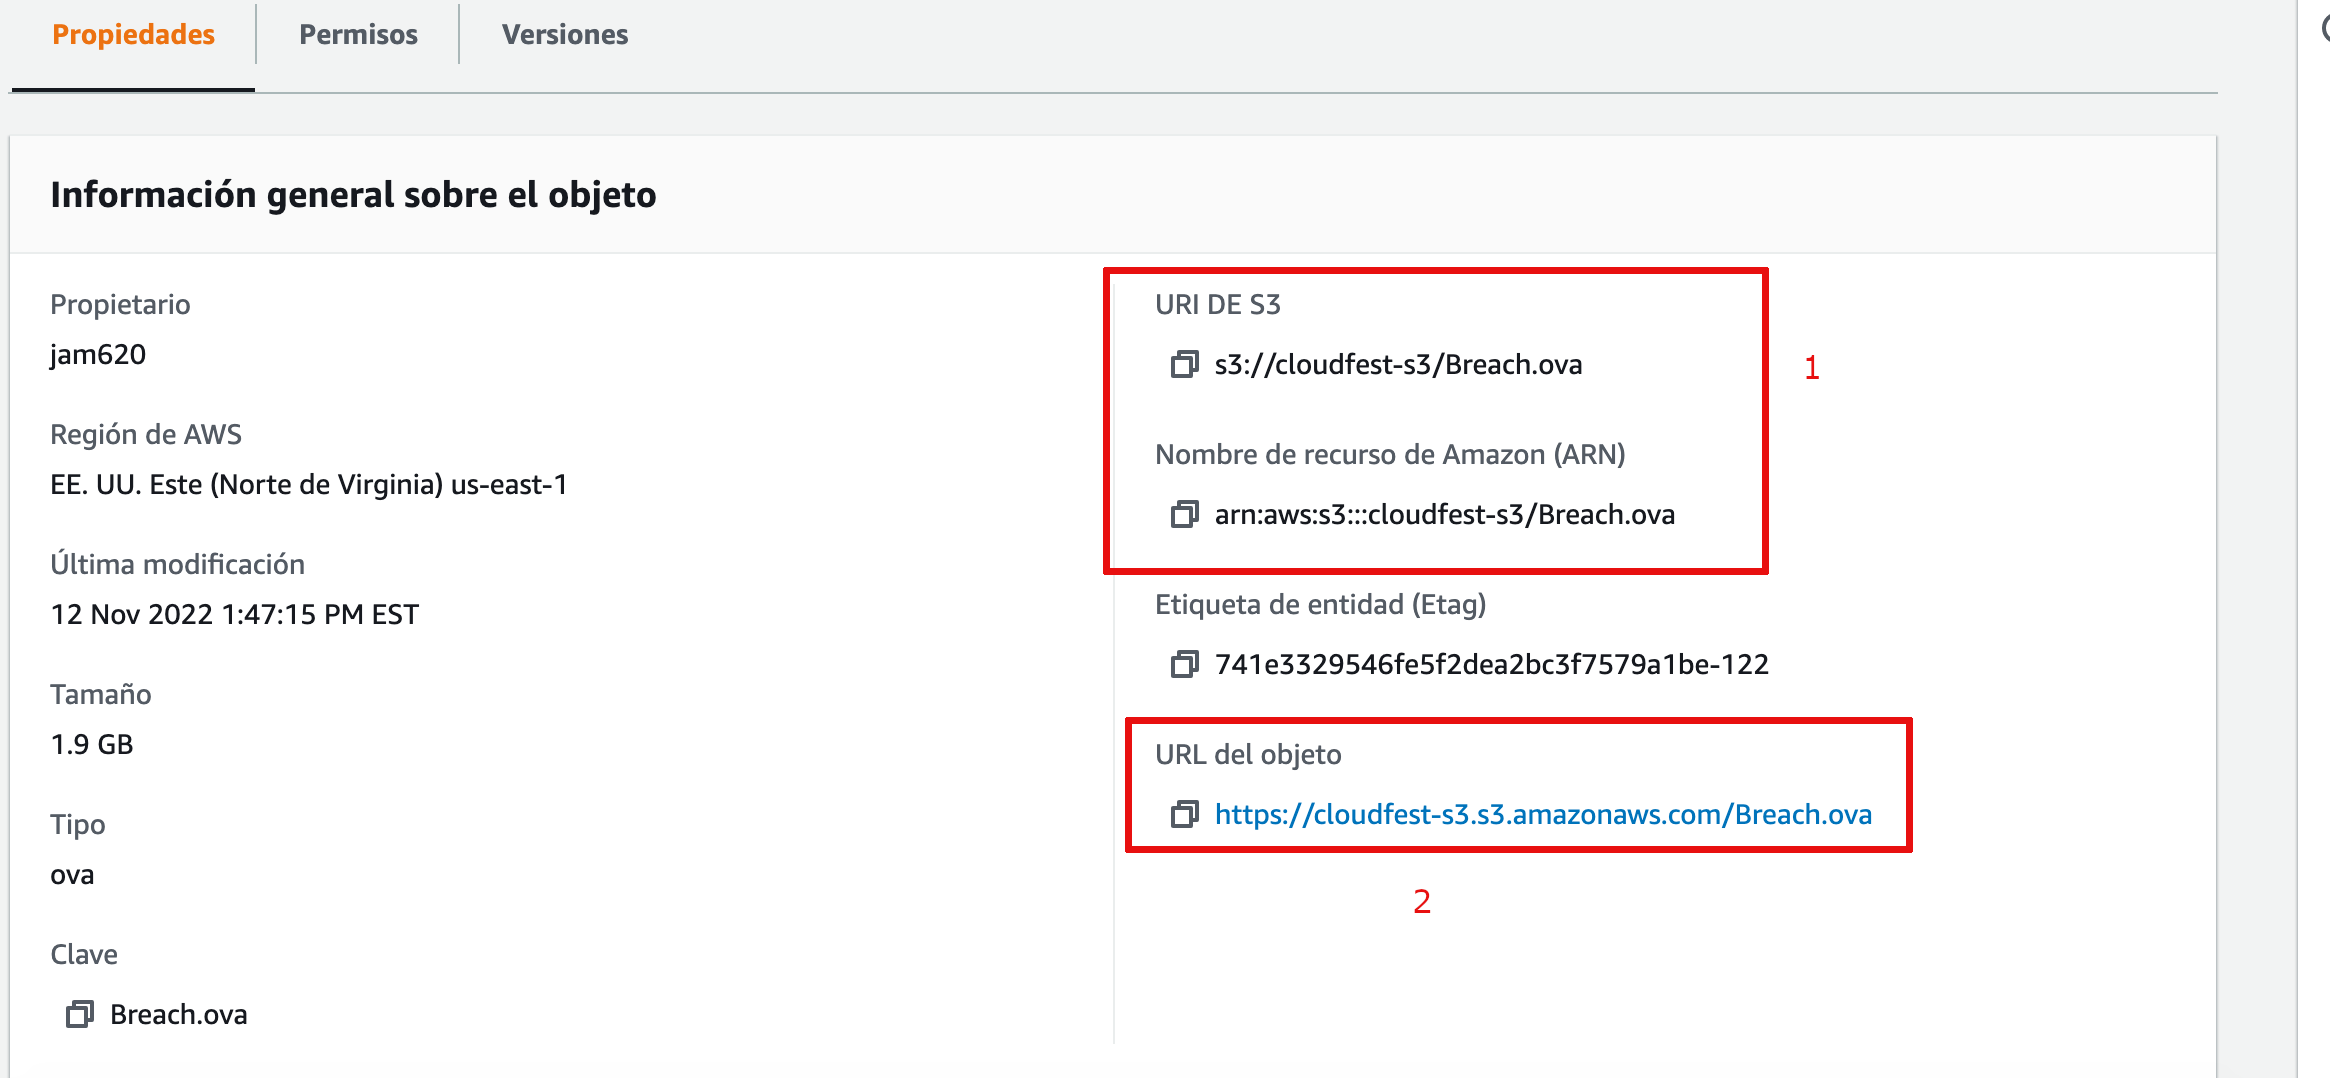 Propiedades
Permisos
Versiones
Información general sobre el objeto
Propietario
jam620
Región de AWS
EE. UU. Este (Norte de Virginia) us-east-1
Última modificación
12 Nov 2022 1:47:15 PM EST
Tamaño
1.9 GB
Tipo
ova
Clave
Breach.ova
URI DE S3
s3://cloudfest-s3/Breach.ova
1
Nombre de recurso de Amazon (ARN)
arn:aws:s3:::cloudfest-s3/Breach.ova
Etiqueta de entidad (Etag)
741e3329546fe5f2dea2bc3f7579a1be-122
URL del objeto
https://cloudfest-s3.s3.amazonaws.com/Breach.ova
2